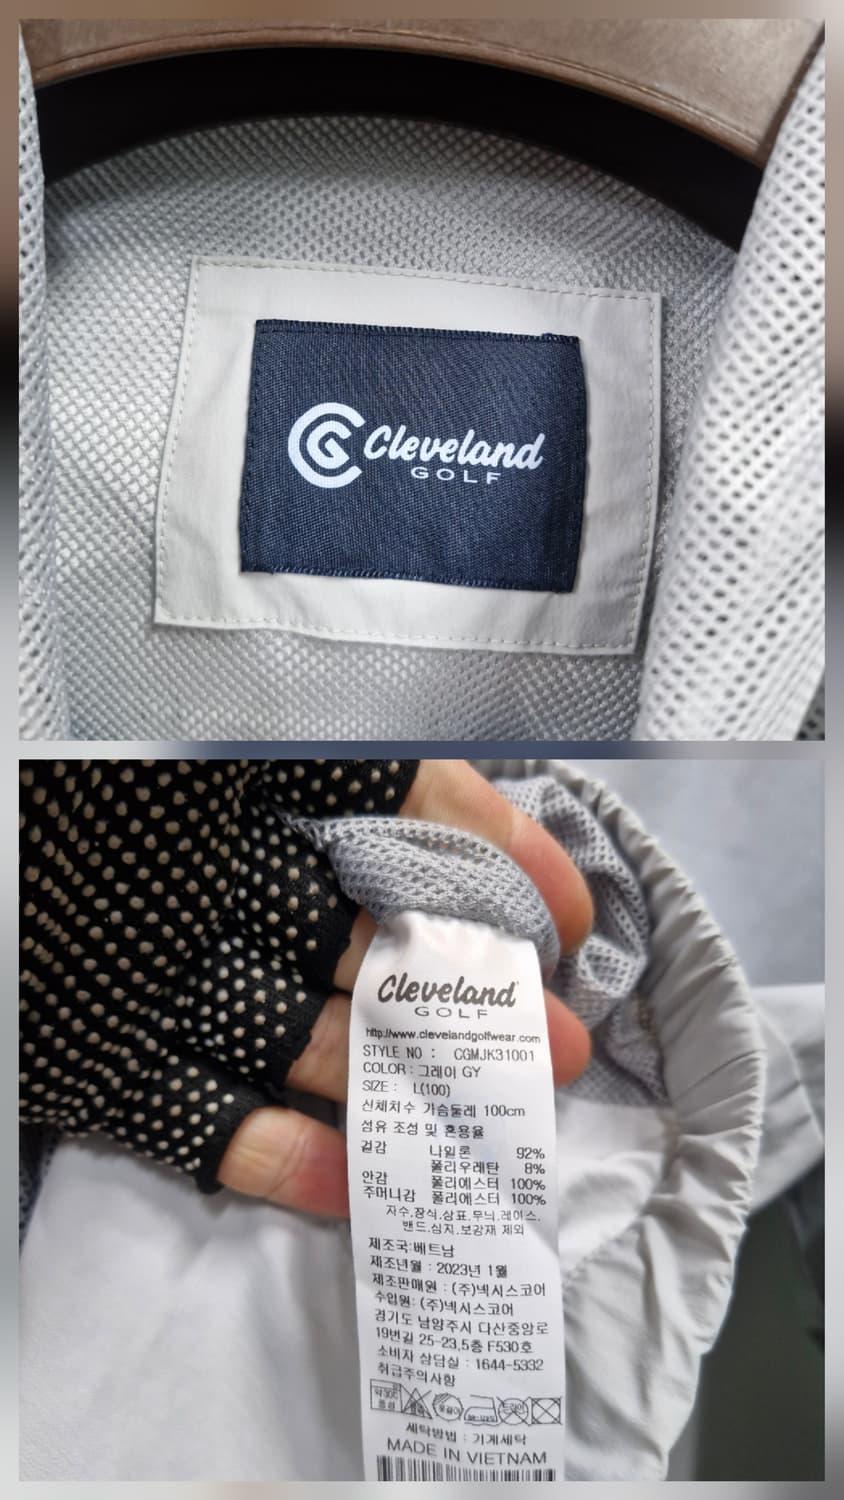 Cleveland
GOLF
Cleveland
GOLF
http://www.clevelandgolfwear.com
STYLE NO : CGMJK31001
COLOR : 그레이 GY
SIZE : L(100)
신체치수 가슴둘레 100cm
섬유 조성 및 혼용율
겉감 나일론 92%
폴리우레탄 8%
안감 폴리에스터 100%
주머니감 폴리에스터 100%
자수.장식.상표.무늬.레이스.
밴드.심지.보강재 제외
제조국:베트남
제조년월 : 2023년 1월
제조판매원 : (주)넥시스코어
수입원: (주)넥시스코어
경기도 남양주시 다산중앙로
19번길 25-23,5층 F530호
소비자 상담실 : 1644-5332
취급주의사항
세탁방법 : 기계세탁
MADE IN VIETNAM